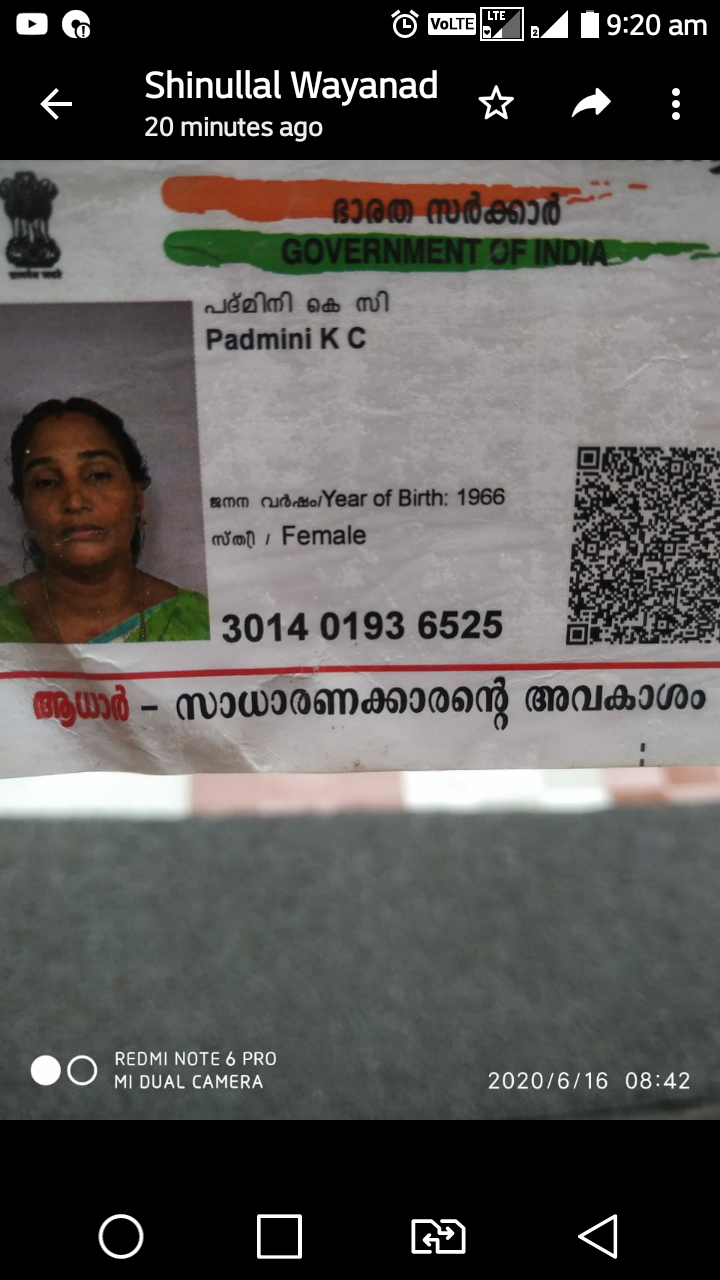 VoLTE LTE 2 9:20 am
Shinullal Wayanad
20 minutes ago
ഭാരത സർക്കാർ
GOVERNMENT OF INDIA
പദ്മിനി കെ സി
Padmini K C
ജനന വർഷം/Year of Birth: 1966
സ്ത്രീ / Female
3014 0193 6525
ആധാർ – സാധാരണക്കാരന്റെ അവകാശം
REDMI NOTE 6 PRO
MI DUAL CAMERA
2020/6/16 08:42